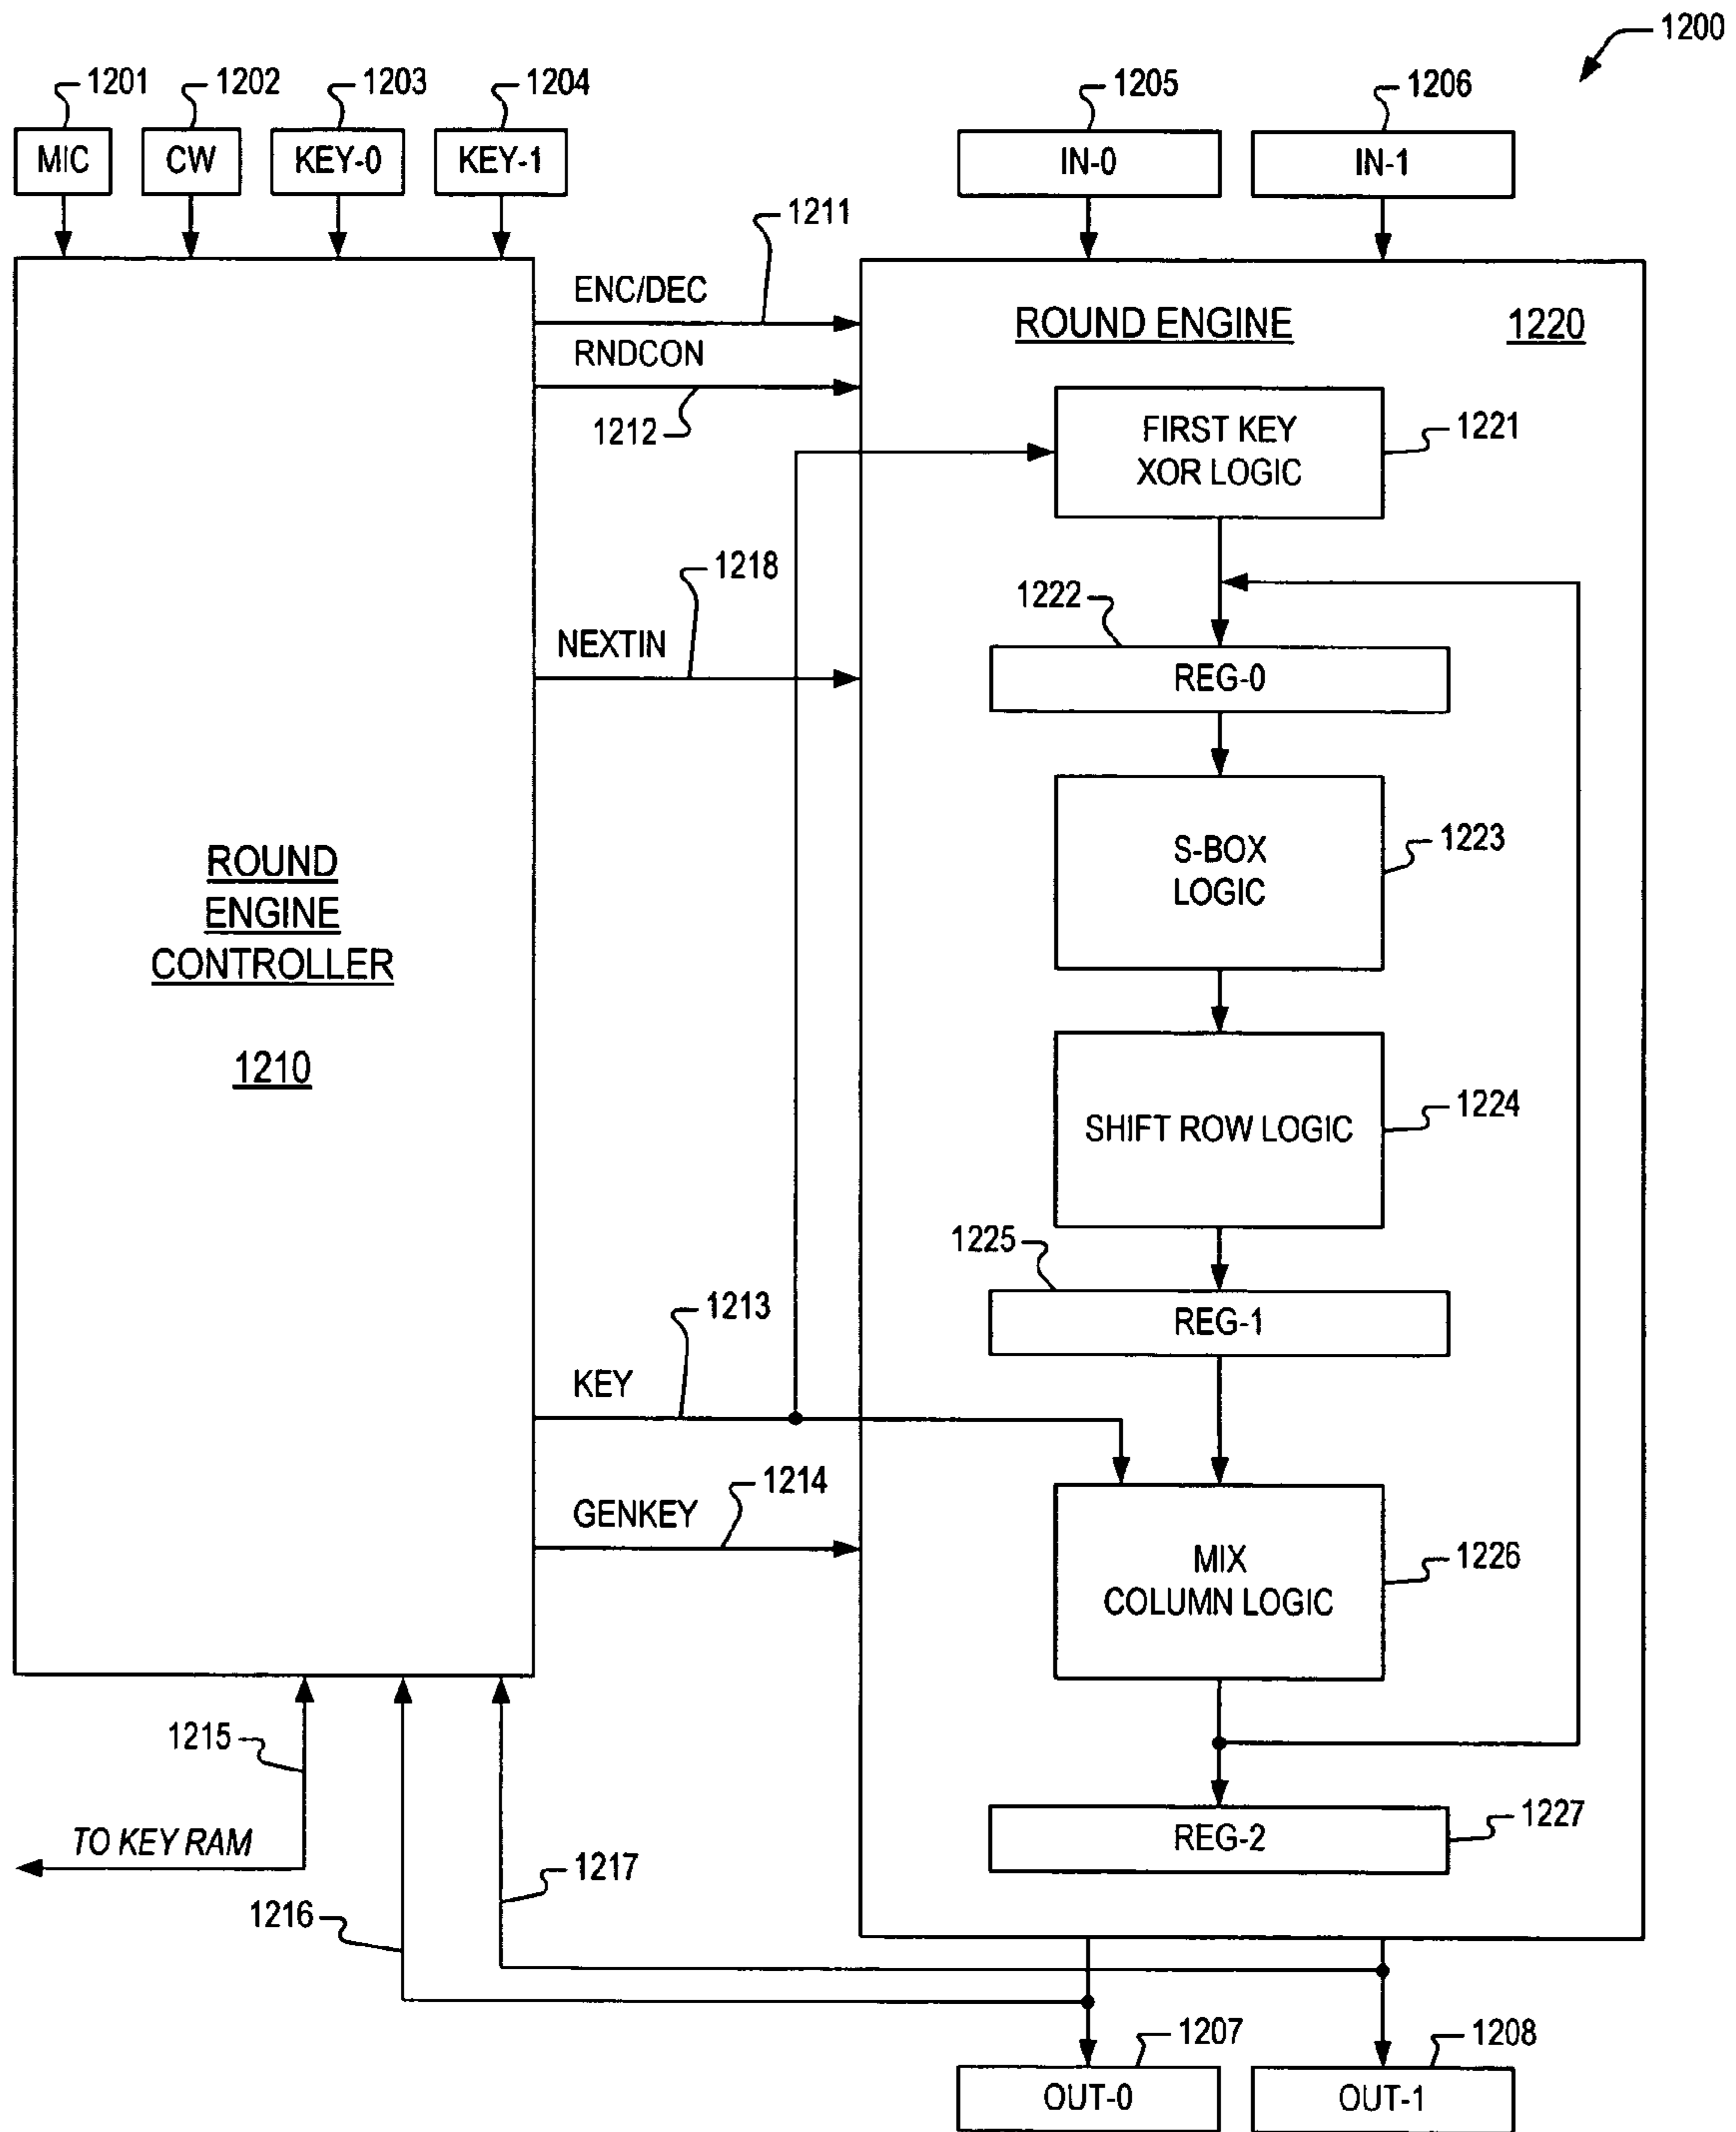 1200
1201
1202
1203
1204
1205
1206
MIC
CW
KEY-0
KEY-1
IN-0
IN-1
1211
ENC/DEC
ROUND ENGINE
1220
RNDCON
1212
FIRST KEY
XOR LOGIC
1221
1218
1222
NEXTIN
REG-0
S-BOX
LOGIC
1223
ROUND
ENGINE
CONTROLLER
1210
SHIFT ROW LOGIC
1224
1225
1213
REG-1
KEY
1214
GENKEY
MIX
COLUMN LOGIC
1226
1215
TO KEY RAM
REG-2
1227
1217
1216
1207
1208
OUT-0
OUT-1